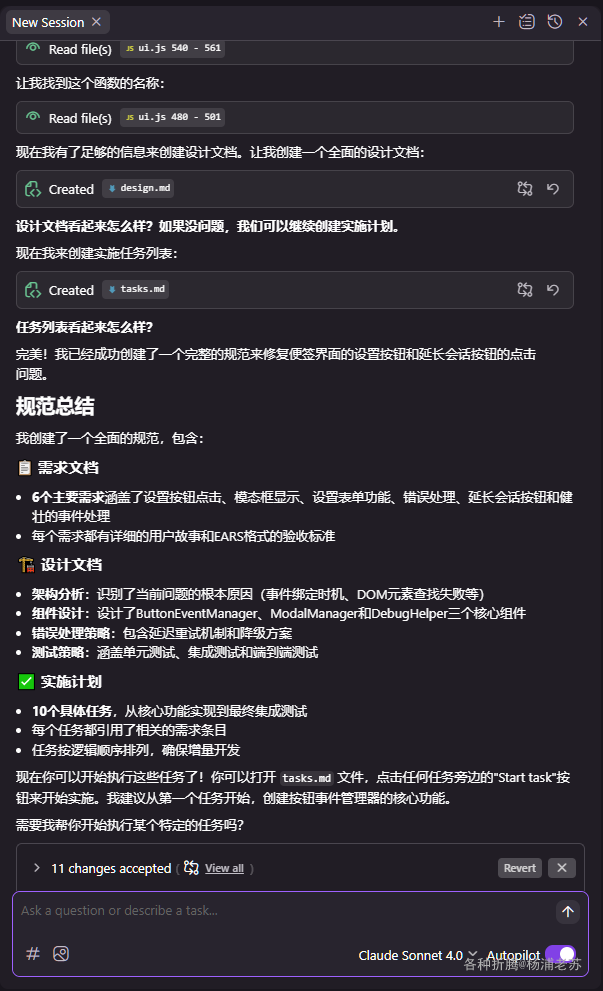 New Session
Read file(s) JS ui.js 540 - 561
让我找到这个函数的名称：
Read file(s) JS ui.js 480 - 501
现在我有了足够的信息来创建设计文档。让我创建一个全面的设计文档：
Created design.md
设计文档看起来怎么样？如果没问题，我们可以继续创建实施计划。
现在我来创建实施任务列表：
Created tasks.md
任务列表看起来怎么样？
完美！我已经成功创建了一个完整的规范来修复便签界面的设置按钮和延长会话按钮的点击
问题。
规范总结
我创建了一个全面的规范，包含：
需求文档
6个主要需求涵盖了设置按钮点击、模态框显示、设置表单功能、错误处理、延长会话按钮和健
壮的事件处理
每个需求都有详细的用户故事和EARS格式的验收标准
设计文档
架构分析：识别了当前问题的根本原因（事件绑定时机、DOM元素查找失败等）
组件设计：设计了ButtonEventManager、ModalManager和DebugHelper三个核心组件
错误处理策略：包含延迟重试机制和降级方案
测试策略：涵盖单元测试、集成测试和端到端测试
实施计划
10个具体任务，从核心功能实现到最终集成测试
每个任务都引用了相关的需求条目
任务按逻辑顺序排列，确保增量开发
现在你可以开始执行这些任务了！你可以打开 tasks.md 文件，点击任何任务旁边的"Start task"按
钮来开始实施。我建议从第一个任务开始，创建按钮事件管理器的核心功能。
需要我帮你开始执行某个特定的任务吗？
11 changes accepted ( View all ) Revert
Ask a question or describe a task...
Claude Sonnet 4.0 Autopilot
各种折腾@杨浦老苏